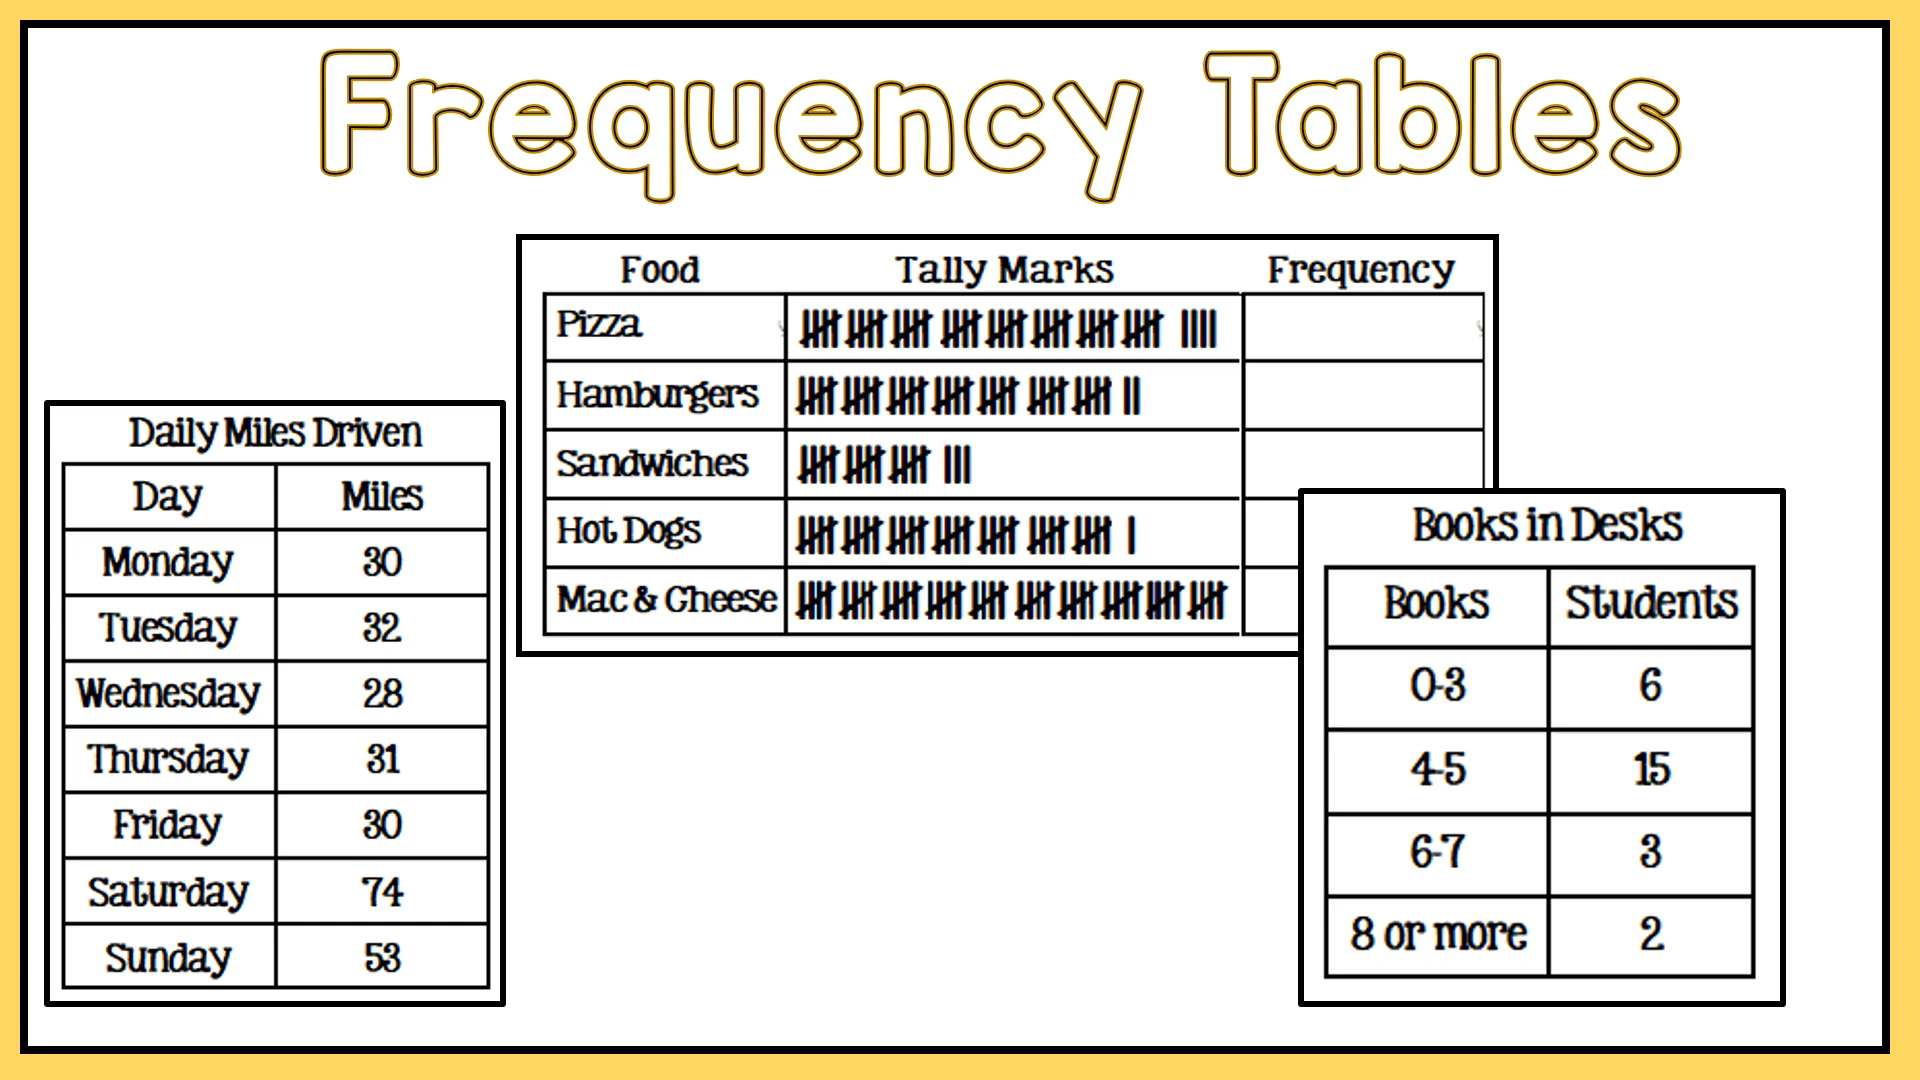 Frequency Tables
Food Tally Marks Frequency
Pizza
Hamburgers
Sandwiches
Hot Dogs
Mac & Cheese
Daily Miles Driven
Day Miles
Monday 30
Tuesday 32
Wednesday 28
Thursday 31
Friday 30
Saturday 74
Sunday 53
Books in Desks
Books Students
0-3 6
4-5 15
6-7 3
8 or more 2